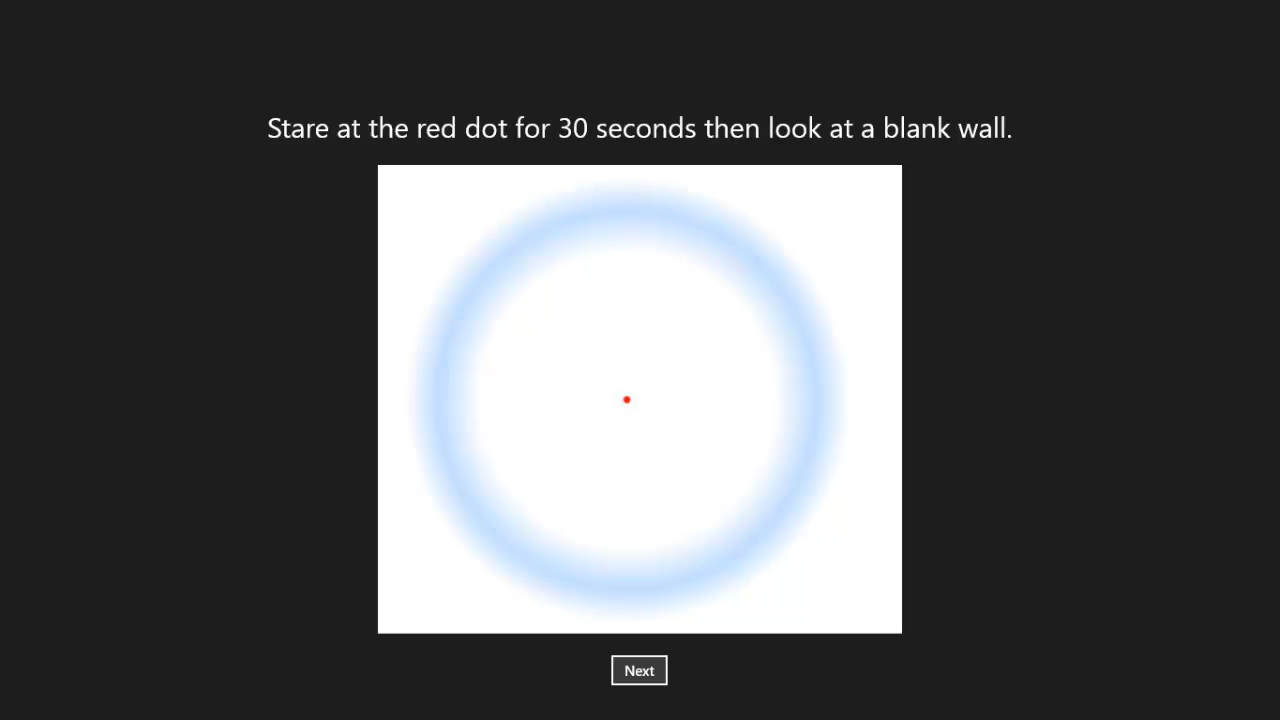 Stare at the red dot for 30 seconds then look at a blank wall.
Next